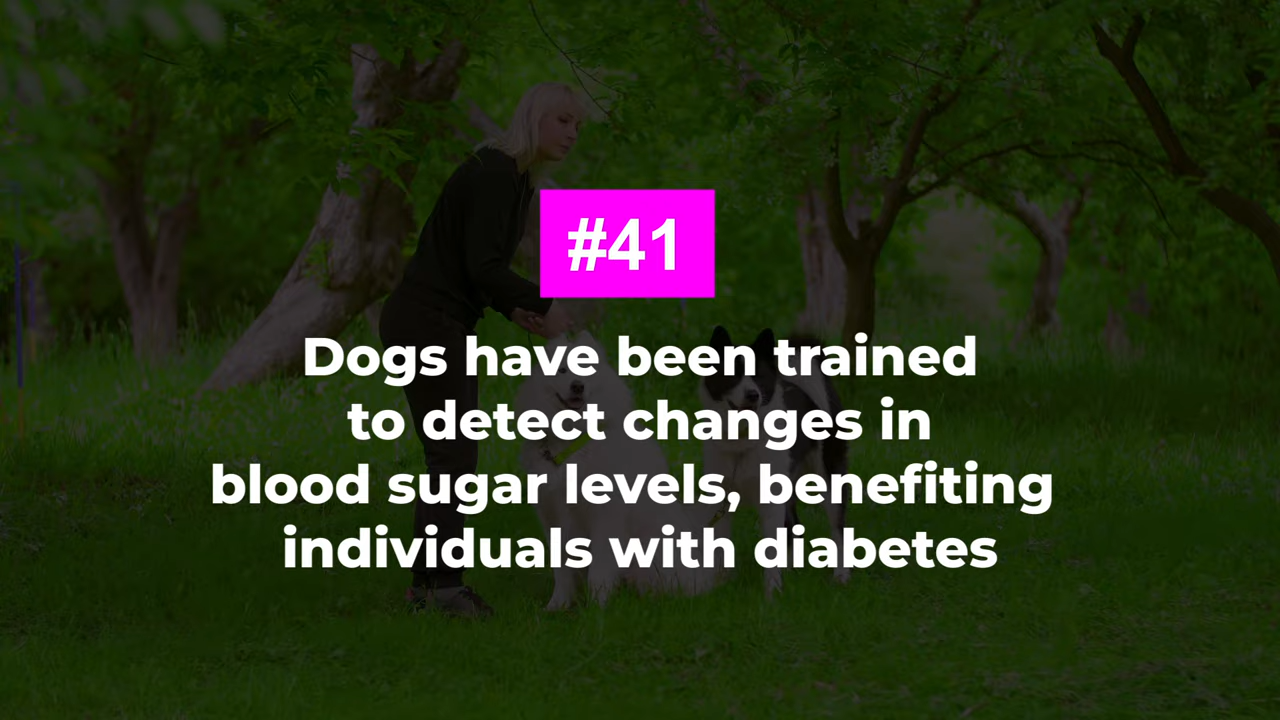 #41
Dogs have been trained
to detect changes in
blood sugar levels, benefiting
individuals with diabetes